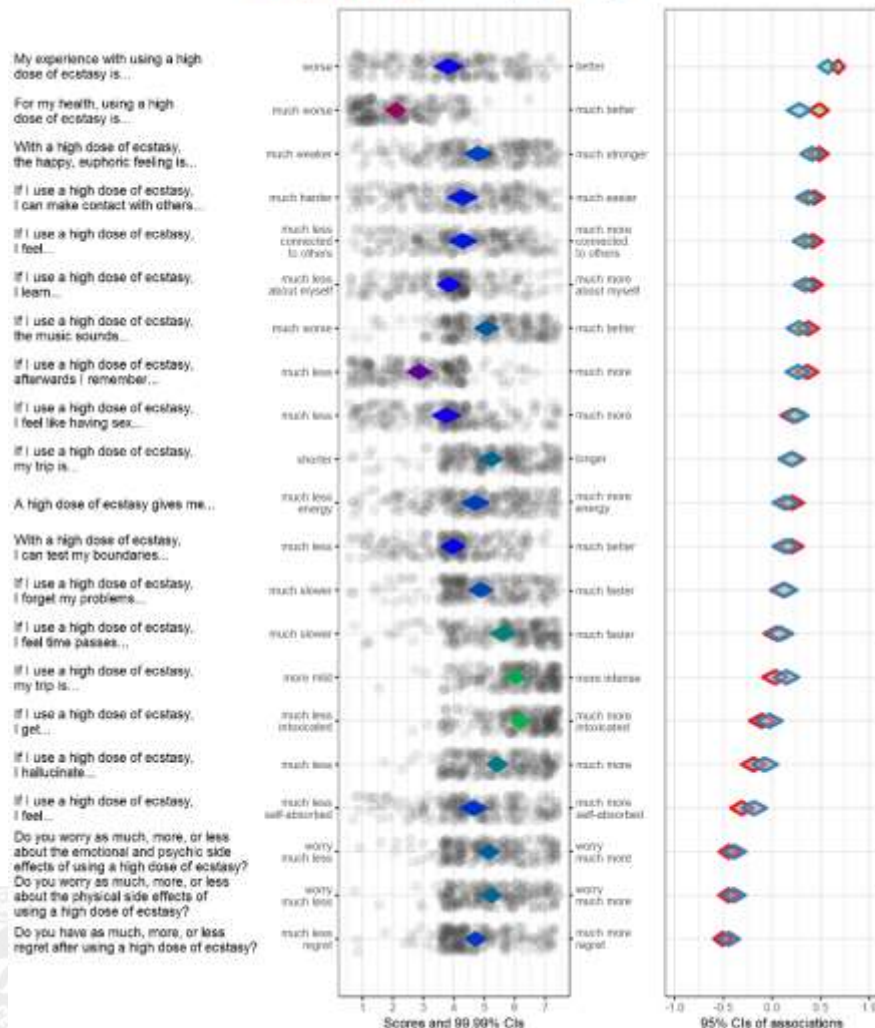 My experience with using a high
dose of ecstasy is...
worse
better
For my health, using a high
dose of ecstasy is...
much worse
much better
With a high dose of ecstasy,
the happy, euphoric feeling is...
much weaker
much stronger
If I use a high dose of ecstasy,
I can make contact with others...
much harder
much easier
If I use a high dose of ecstasy,
I feel...
much less
connected
to others
much more
connected
to others
If I use a high dose of ecstasy,
I learn...
much less
about myself
much more
about myself
If I use a high dose of ecstasy,
the music sounds...
much worse
much better
If I use a high dose of ecstasy,
afterwards I remember...
much less
much more
If I use a high dose of ecstasy,
I feel like having sex...
much less
much more
If I use a high dose of ecstasy,
my trip is...
shorter
longer
A high dose of ecstasy gives me...
much less
energy
much more
energy
With a high dose of ecstasy,
I can test my boundaries...
much less
much better
If I use a high dose of ecstasy,
I forget my problems...
much slower
much faster
If I use a high dose of ecstasy,
I feel time passes...
much slower
much faster
If I use a high dose of ecstasy,
my trip is...
more mild
more intense
If I use a high dose of ecstasy,
I get...
much less
intoxicated
much more
intoxicated
If I use a high dose of ecstasy,
I hallucinate...
much less
much more
If I use a high dose of ecstasy,
I feel...
much less
self-absorbed
much more
self-absorbed
Do you worry as much, more, or less
about the emotional and psychic side
effects of using a high dose of ecstasy?
worry
much less
worry
much more
Do you worry as much, more, or less
about the physical side effects of
using a high dose of ecstasy?
worry
much less
worry
much more
Do you have as much, more, or less
regret after using a high dose of ecstasy?
much less
regret
much more
regret
1 2 3 4 5 6 7
Scores and 99.99% CIs
-1.0 -0.5 0.0 0.5 1.0
95% CIs of associations